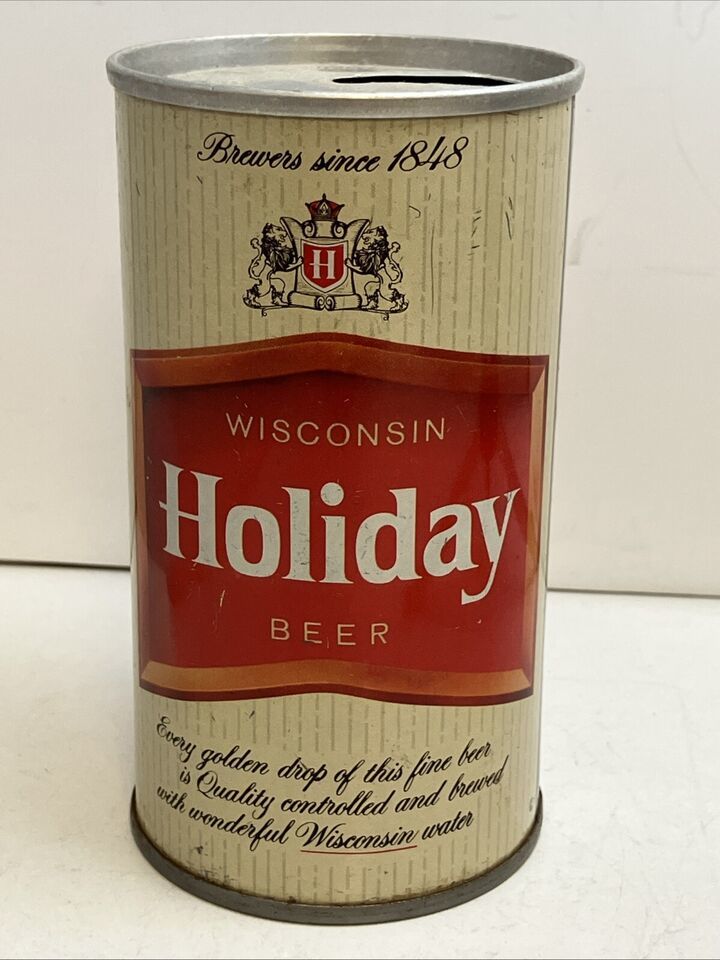 Brewers since 1848
H
WISCONSIN
Holiday
BEER
Every golden drop of this fine beer
is Quality controlled and brewed
with wonderful Wisconsin water